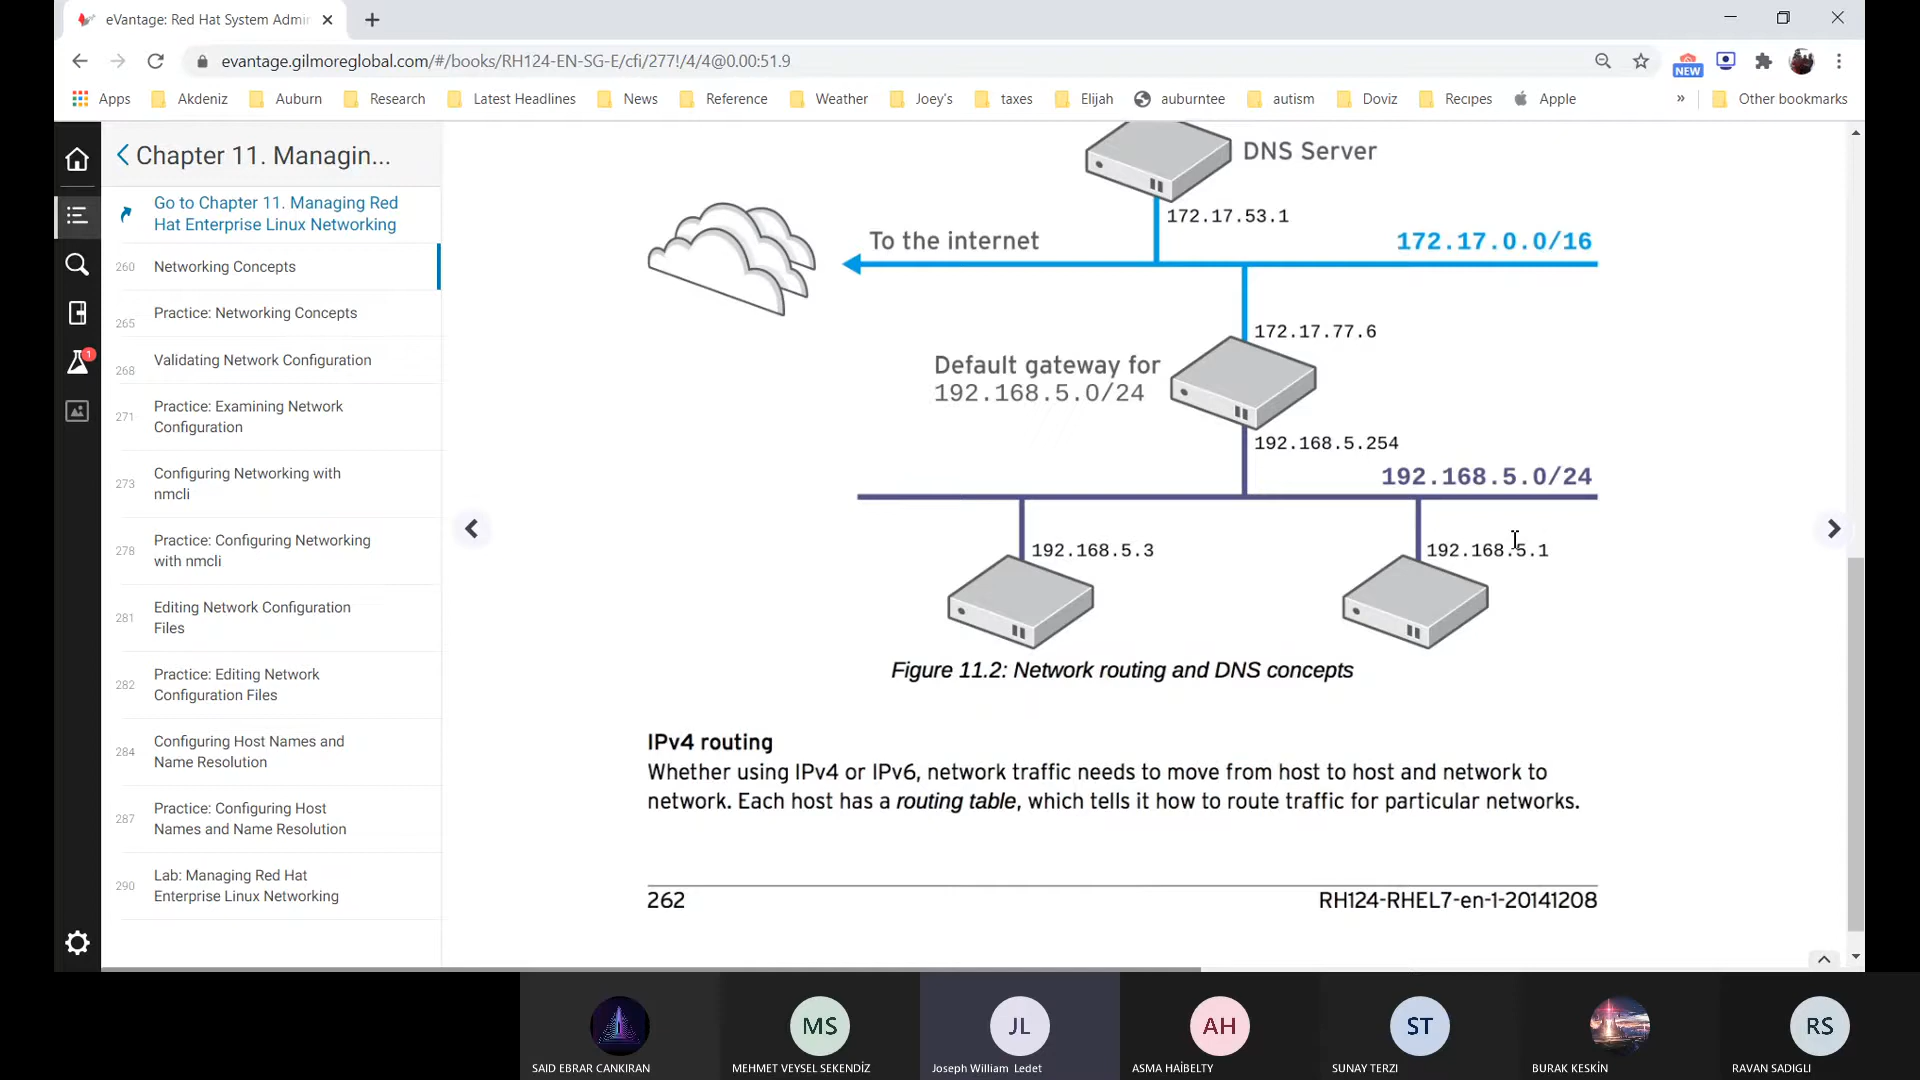 eVantage: Red Hat System Admi
evantage.gilmoreglobal.com/#/books/RH124-EN-SG-E/cfi/277!/4/4@0.00:51.9
NEW
Apps
Akdeniz
Auburn
Research
Latest Headlines
News
Reference
Weather
Joey's
taxes
Elijah
auburntee
autism
Doviz
Recıpes
Apple
»
Other bookmarks
Chapter 11. Managin...
Go to Chapter 11. Managing Red
Hat Enterprise Linux Networking
260 Networking Concepts
265 Practice: Networking Concepts
268 Validating Network Configuration
271 Practice: Examining Network
Configuration
273 Configuring Networking with
nmcli
278 Practice: Configuring Networking
with nmcli
281 Editing Network Configuration
Files
282 Practice: Editing Network
Configuration Files
284 Configuring Host Names and
Name Resolution
287 Practice: Configuring Host
Names and Name Resolution
290 Lab: Managing Red Hat
Enterprise Linux Networking
1
DNS Server
172.17.53.1
To the internet
172.17.0.0/16
172.17.77.6
Default gateway for
192.168.5.0/24
192.168.5.254
192.168.5.0/24
192.168.5.3
192.168.5.1
Figure 11.2: Network routing and DNS concepts
IPv4 routing
Whether using IPv4 or IPv6, network traffic needs to move from host to host and network to
network. Each host has a routing table, which tells it how to route traffic for particular networks.
262
RH124-RHEL7-en-1-20141208
MS
JL
AH
ST
RS
SAID EBRAR CANKIRAN
MEHMET VEYSEL SEKENDİZ
Joseph William Ledet
ASMA HAİBELTY
SUNAY TERZI
BURAK KESKİN
RAVAN SADIGLI